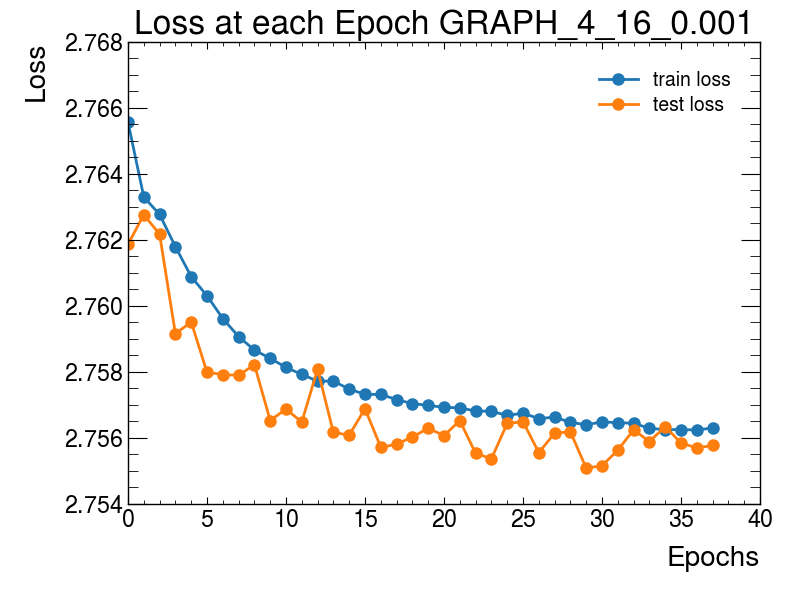 Loss at each Epoch GRAPH_4_16_0.001
Loss
2.768
2.766
2.764
2.762
2.760
2.758
2.756
2.754
train loss
test loss
0 5 10 15 20 25 30 35 40
Epochs